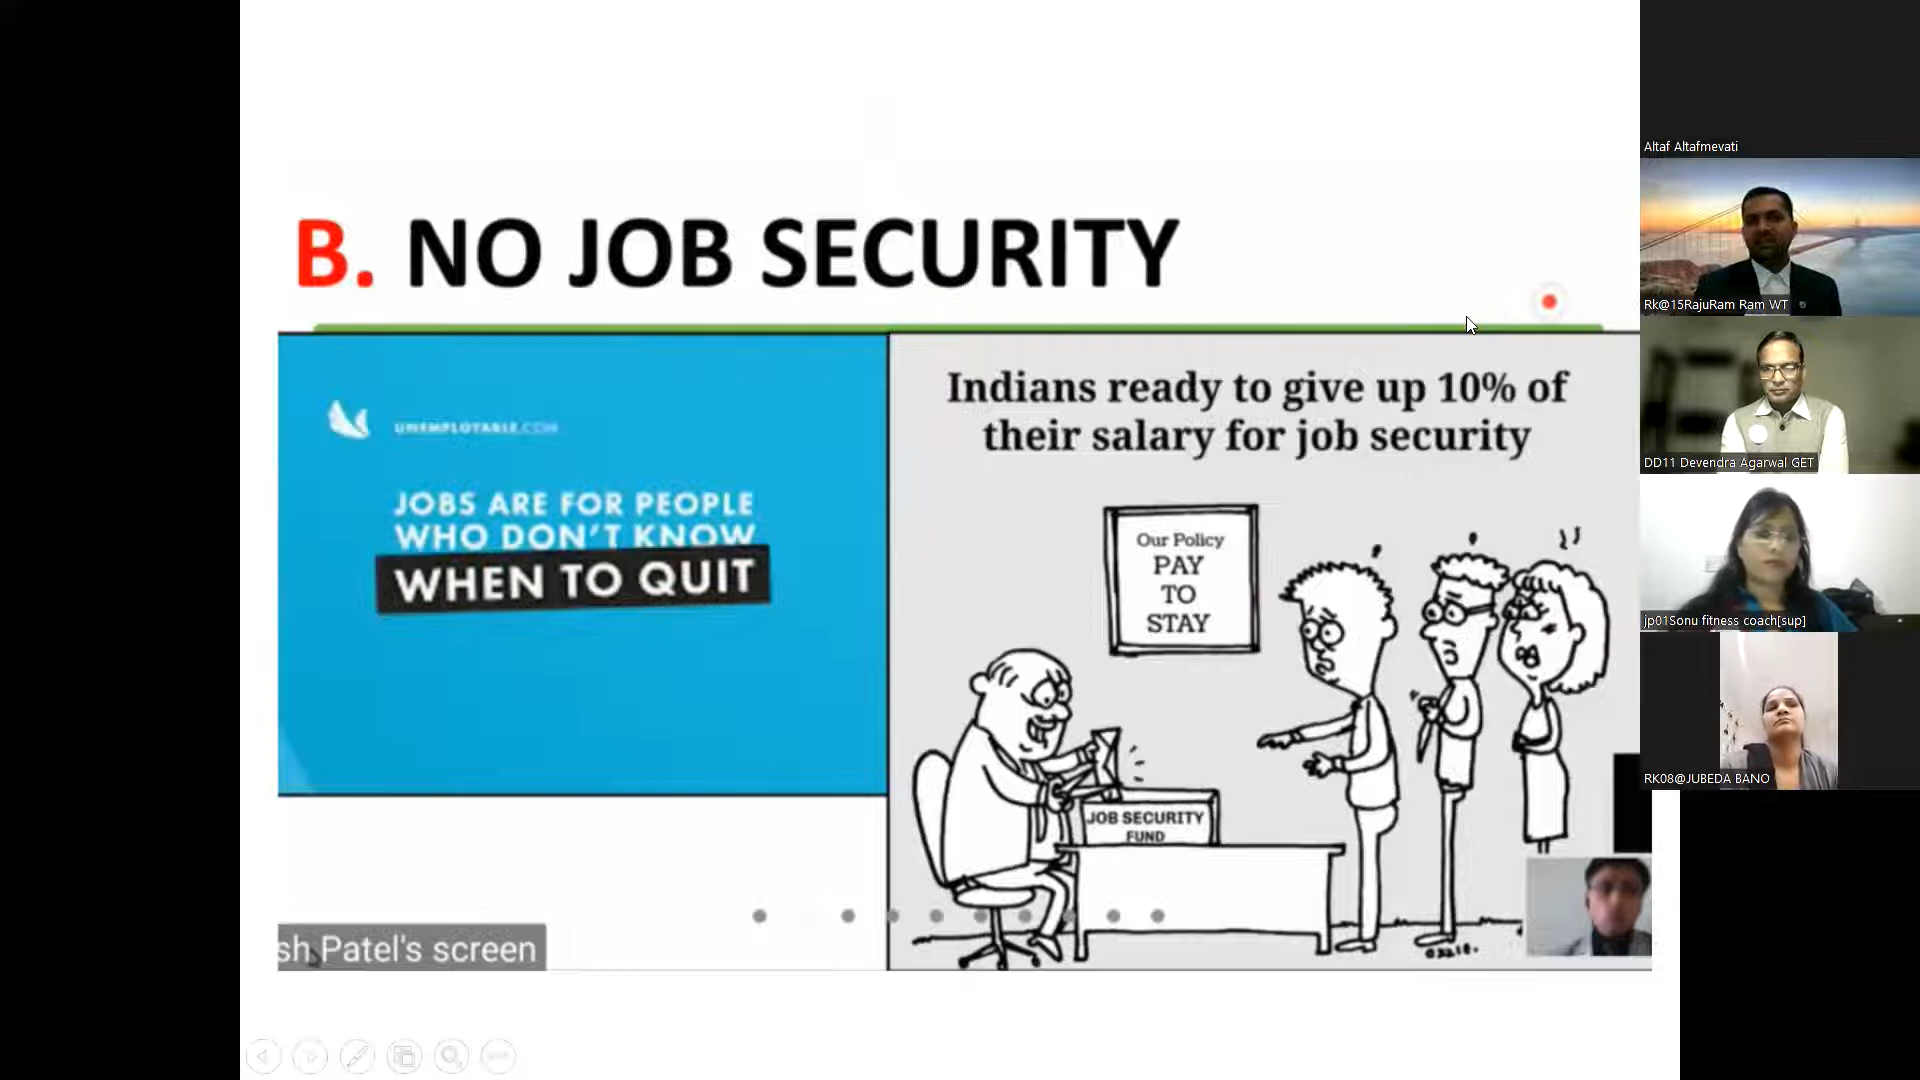 B. NO JOB SECURITY
UNEMPLOYABLE.COM
JOBS ARE FOR PEOPLE
WHO DON'T KNOW
WHEN TO QUIT
Indians ready to give up 10% of
their salary for job security
Our Policy
PAY
TO
STAY
JOB SECURITY
FUND
sh Patel's screen
Altaf Altafmevati
Rk@15RajuRam Ram WT
DD11 Devendra Agarwal GET
jp01Sonu fitness coach[sup]
RK08@JUBEDA BANO